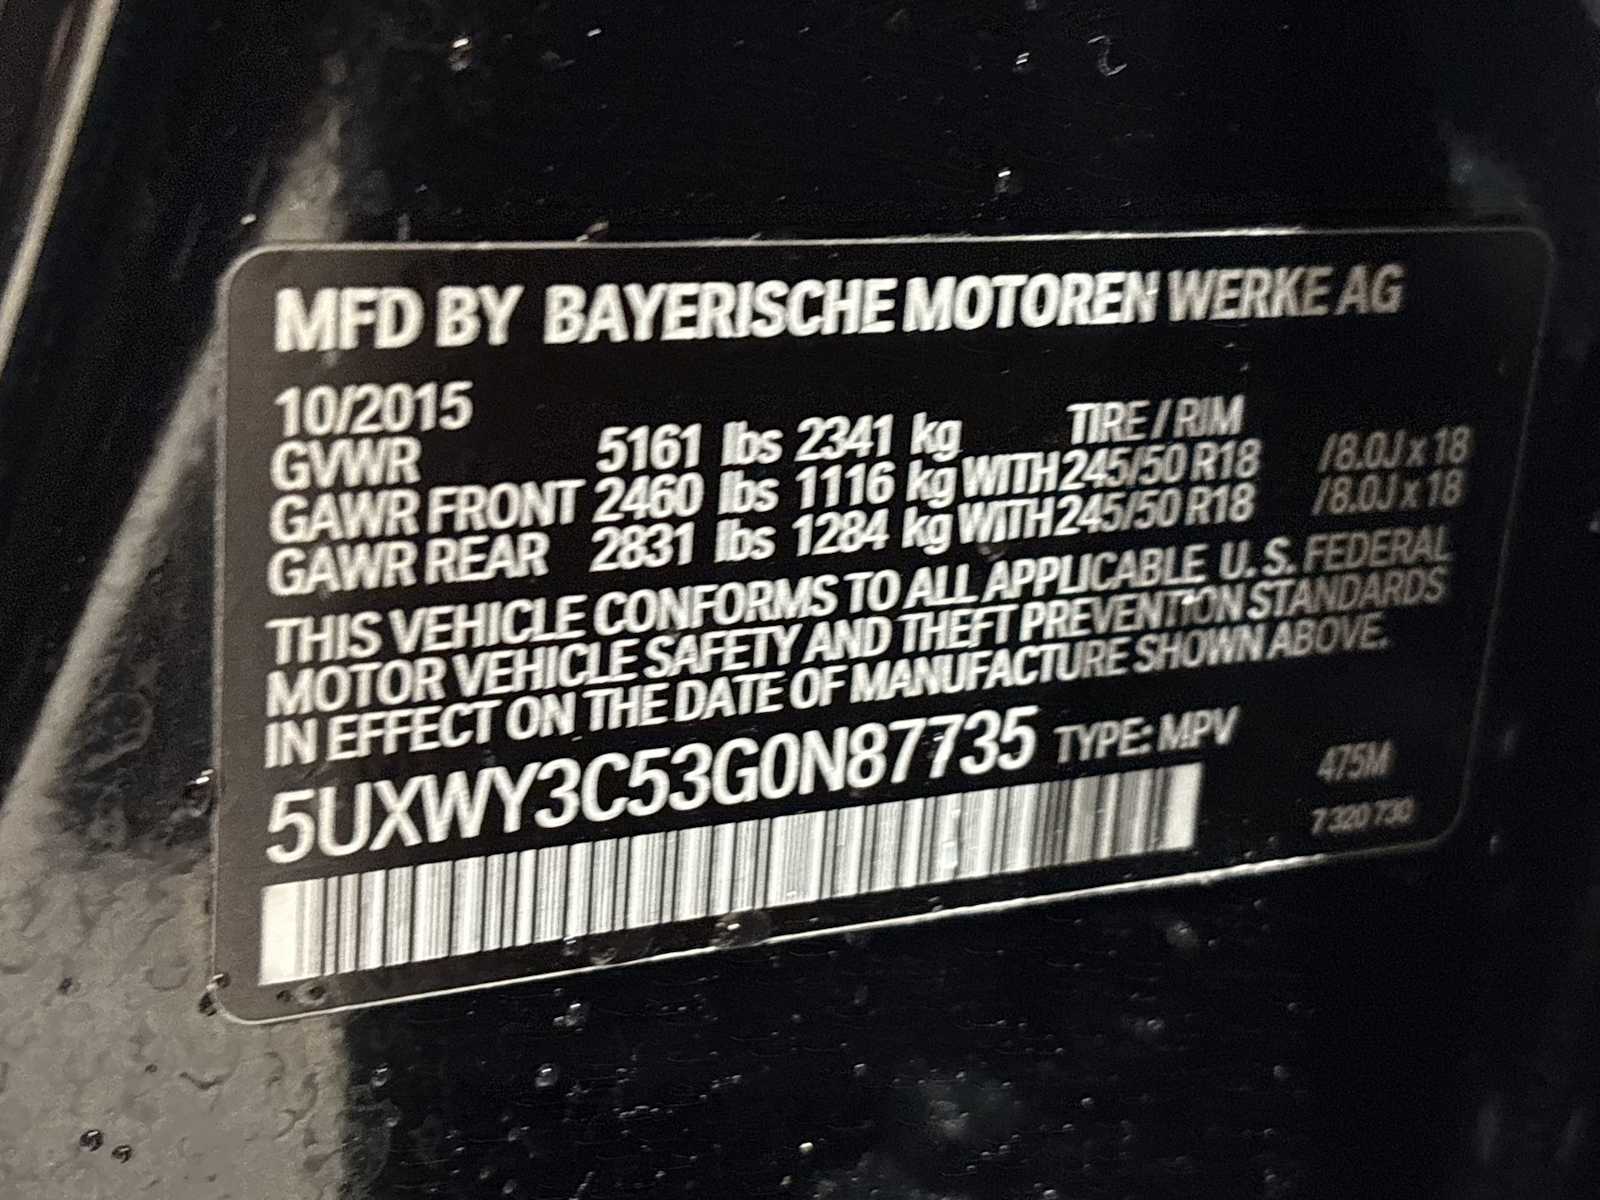 MFD BY BAYERISCHE MOTOREN WERKE AG
10/2015
TIRE / RIM
GVWR 5161 lbs 2341 kg
GAWR FRONT 2460 lbs 1116 kg WITH 245/50 R18 /8.0J x 18
GAWR REAR 2831 lbs 1284 kg WITH 245/50 R18 /8.0J x 18
THIS VEHICLE CONFORMS TO ALL APPLICABLE U.S. FEDERAL
MOTOR VEHICLE SAFETY AND THEFT PREVENTION STANDARDS
IN EFFECT ON THE DATE OF MANUFACTURE SHOWN ABOVE.
5UXWY3C53G0N87735 TYPE: MPV
475M
7 320 730